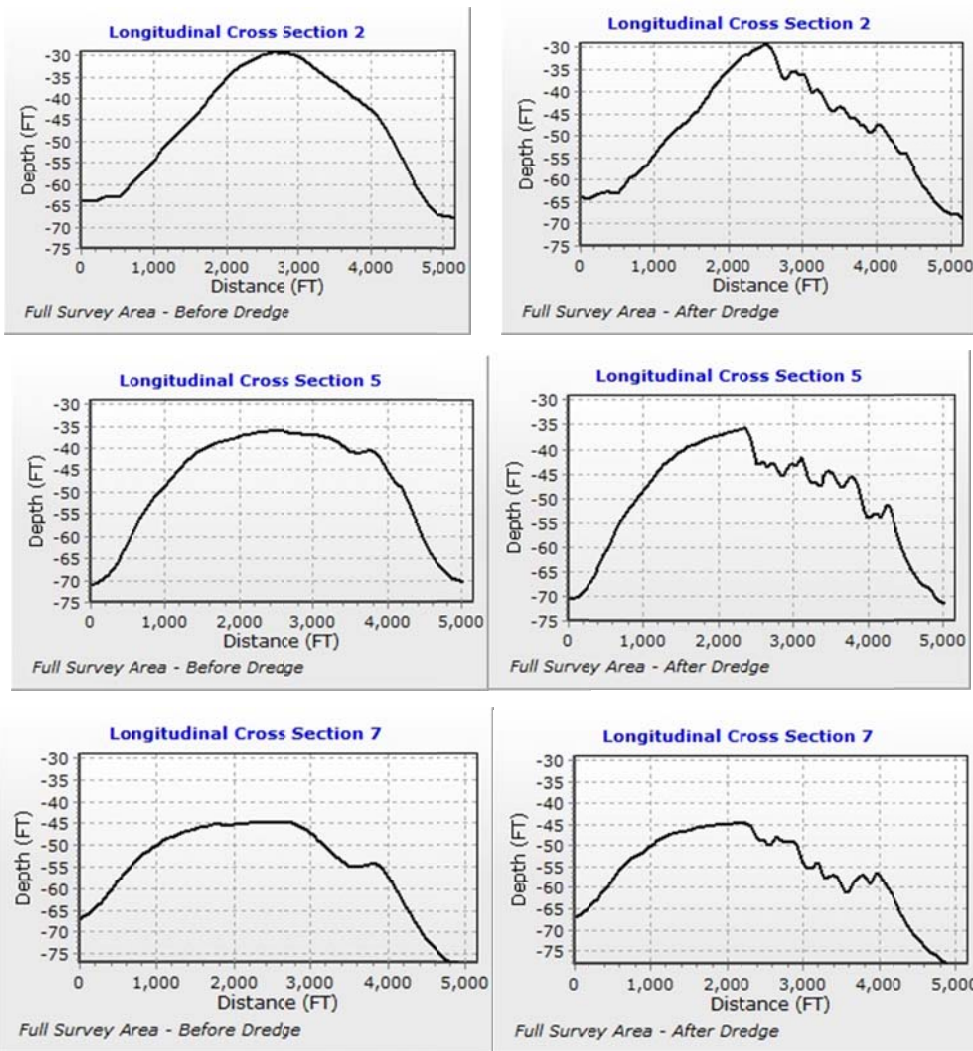 Longitudinal Cross Section 2
-30
-35
-40
-45
-50
-55
-60
-65
-70
-75
Depth (FT)
0 1,000 2,000 3,000 4,000 5,000
Distance (FT)
Full Survey Area - Before Dredge
Longitudinal Cross Section 2
-30
-35
-40
-45
-50
-55
-60
-65
-70
-75
Depth (FT)
0 1,000 2,000 3,000 4,000 5,000
Distance (FT)
Full Survey Area - After Dredge
Longitudinal Cross Section 5
-30
-35
-40
-45
-50
-55
-60
-65
-70
-75
Depth (FT)
0 1,000 2,000 3,000 4,000 5,000
Distance (FT)
Full Survey Area - Before Dredge
Longitudinal Cross Section 5
-30
-35
-40
-45
-50
-55
-60
-65
-70
-75
Depth (FT)
0 1,000 2,000 3,000 4,000 5,000
Distance (FT)
Full Survey Area - After Dredge
Longitudinal Cross Section 7
-30
-35
-40
-45
-50
-55
-60
-65
-70
-75
Depth (FT)
0 1,000 2,000 3,000 4,000 5,000
Distance (FT)
Full Survey Area - Before Dredge
Longitudinal Cross Section 7
-30
-35
-40
-45
-50
-55
-60
-65
-70
-75
Depth (FT)
0 1,000 2,000 3,000 4,000 5,000
Distance (FT)
Full Survey Area - After Dredge